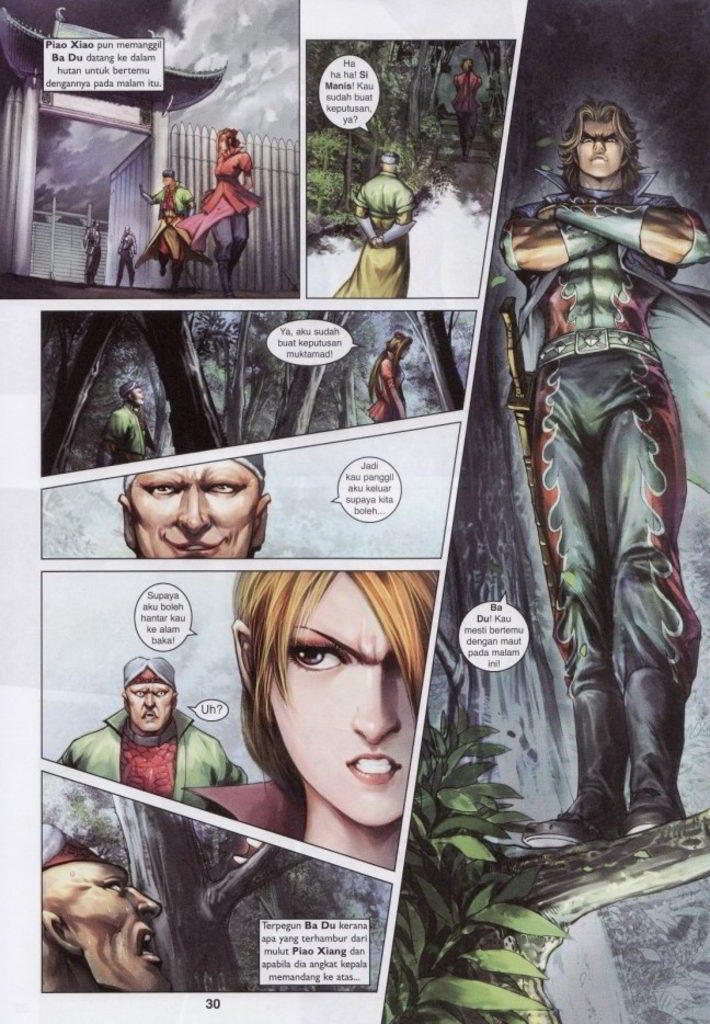 Piao Xiao pun memanggil
Ba Du datang ke dalam
hutan untuk bertemu
dengannya pada malam itu.
Ha
ha ha! Si
Manis! Kau
sudah buat
keputusan,
ya?
Ya, aku sudah
buat keputusan
muktamad!
Jadi
kau panggil
aku keluar
supaya kita
boleh...
Supaya
aku boleh
hantar kau
ke alam
baka!
Uh?
Ba
Du! Kau
mesti bertemu
dengan maut
pada malam
ini!
Terpegun Ba Du kerana
apa yang terhambur dari
mulut Piao Xiang dan
apabila dia angkat kepala
memandang ke atas...
30